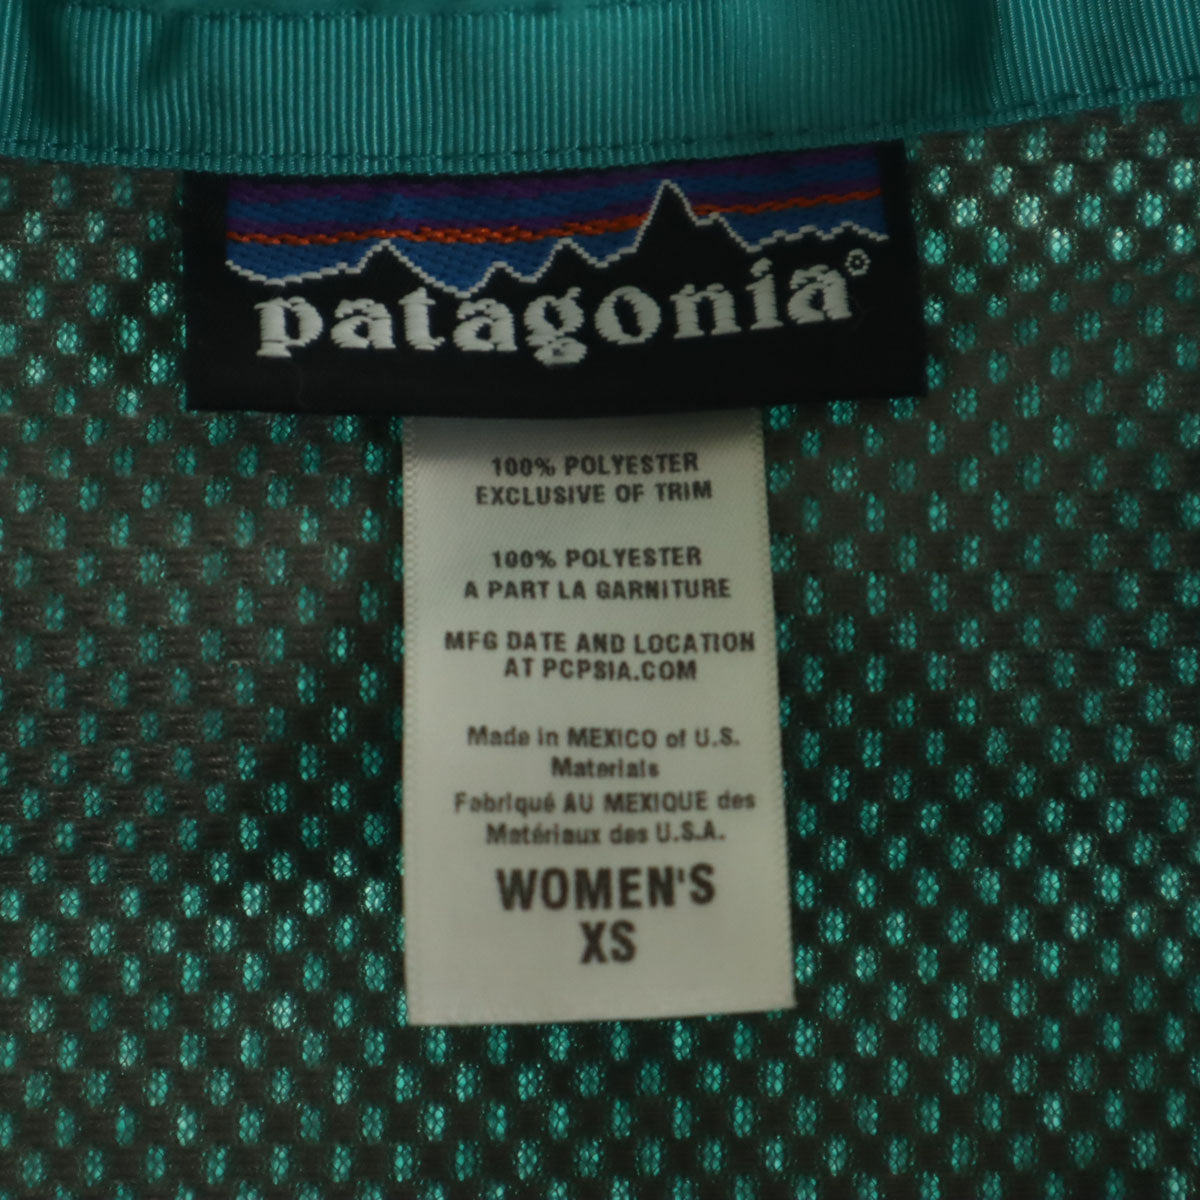 patagonia®
100% POLYESTER
EXCLUSIVE OF TRIM
100% POLYESTER
A PART LA GARNITURE
MFG DATE AND LOCATION
AT PCPSIA.COM
Made in MEXICO of U.S.
Materials
Fabriqué AU MEXIQUE des
Matériaux des U.S.A.
WOMEN'S
XS